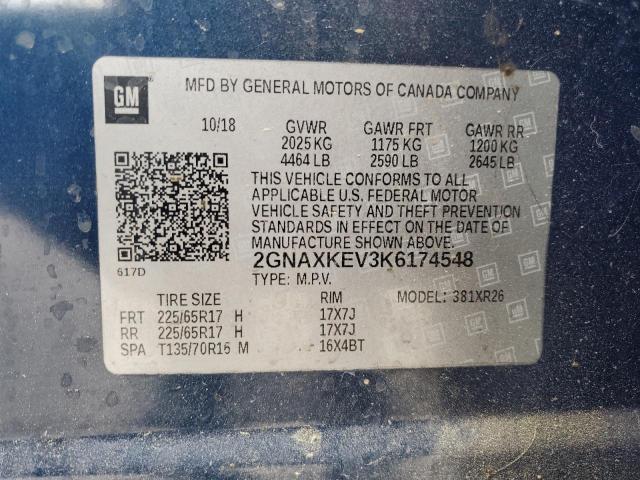 GM
MFD BY GENERAL MOTORS OF CANADA COMPANY
10/18 GVWR GAWR FRT GAWR RR
2025 KG 1175 KG 1200 KG
4464 LB 2590 LB 2645 LB
THIS VEHICLE CONFORMS TO ALL
APPLICABLE U.S. FEDERAL MOTOR
VEHICLE SAFETY AND THEFT PREVENTION
STANDARDS IN EFFECT ON THE DATE OF
MANUFACTURE SHOWN ABOVE.
617D 2GNAXKEV3K6174548
TYPE: M.P.V.
TIRE SIZE RIM MODEL: 381XR26
FRT 225/65R17 H 17X7J
RR 225/65R17 H 17X7J
SPA T135/70R16 M 16X4BT